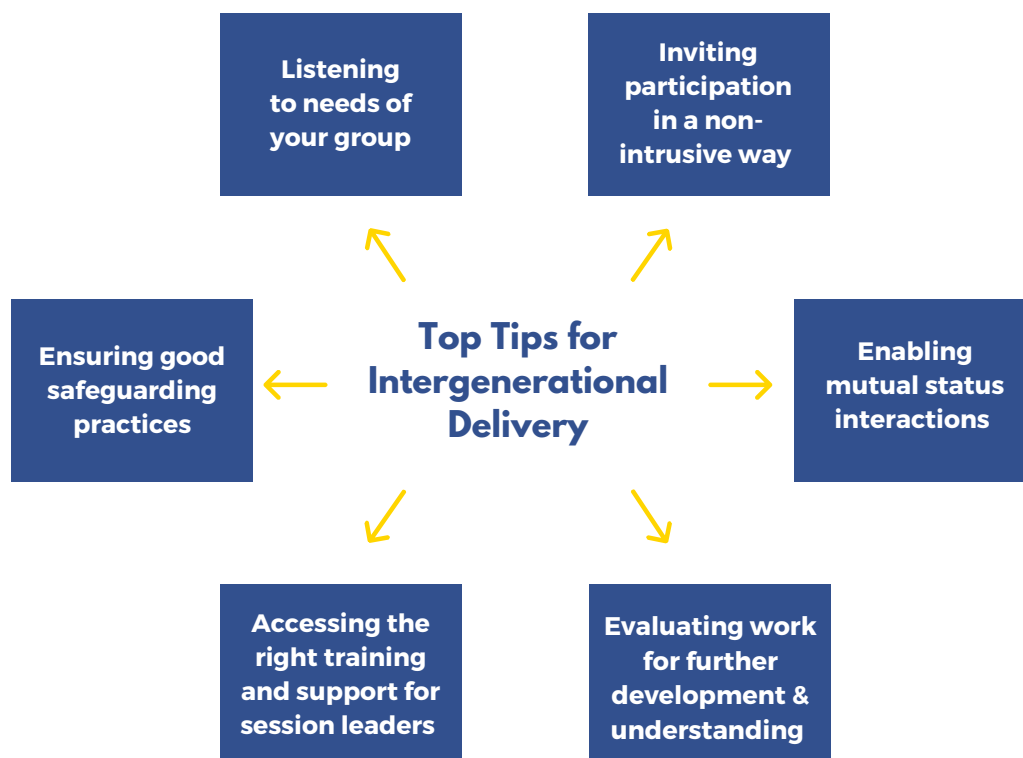 Listening
to needs of
your group
Inviting
participation
in a non-
intrusive way
Ensuring good
safeguarding
practices
Top Tips for
Intergenerational
Delivery
Enabling
mutual status
interactions
Accessing the
right training
and support for
session leaders
Evaluating work
for further
development &
understanding